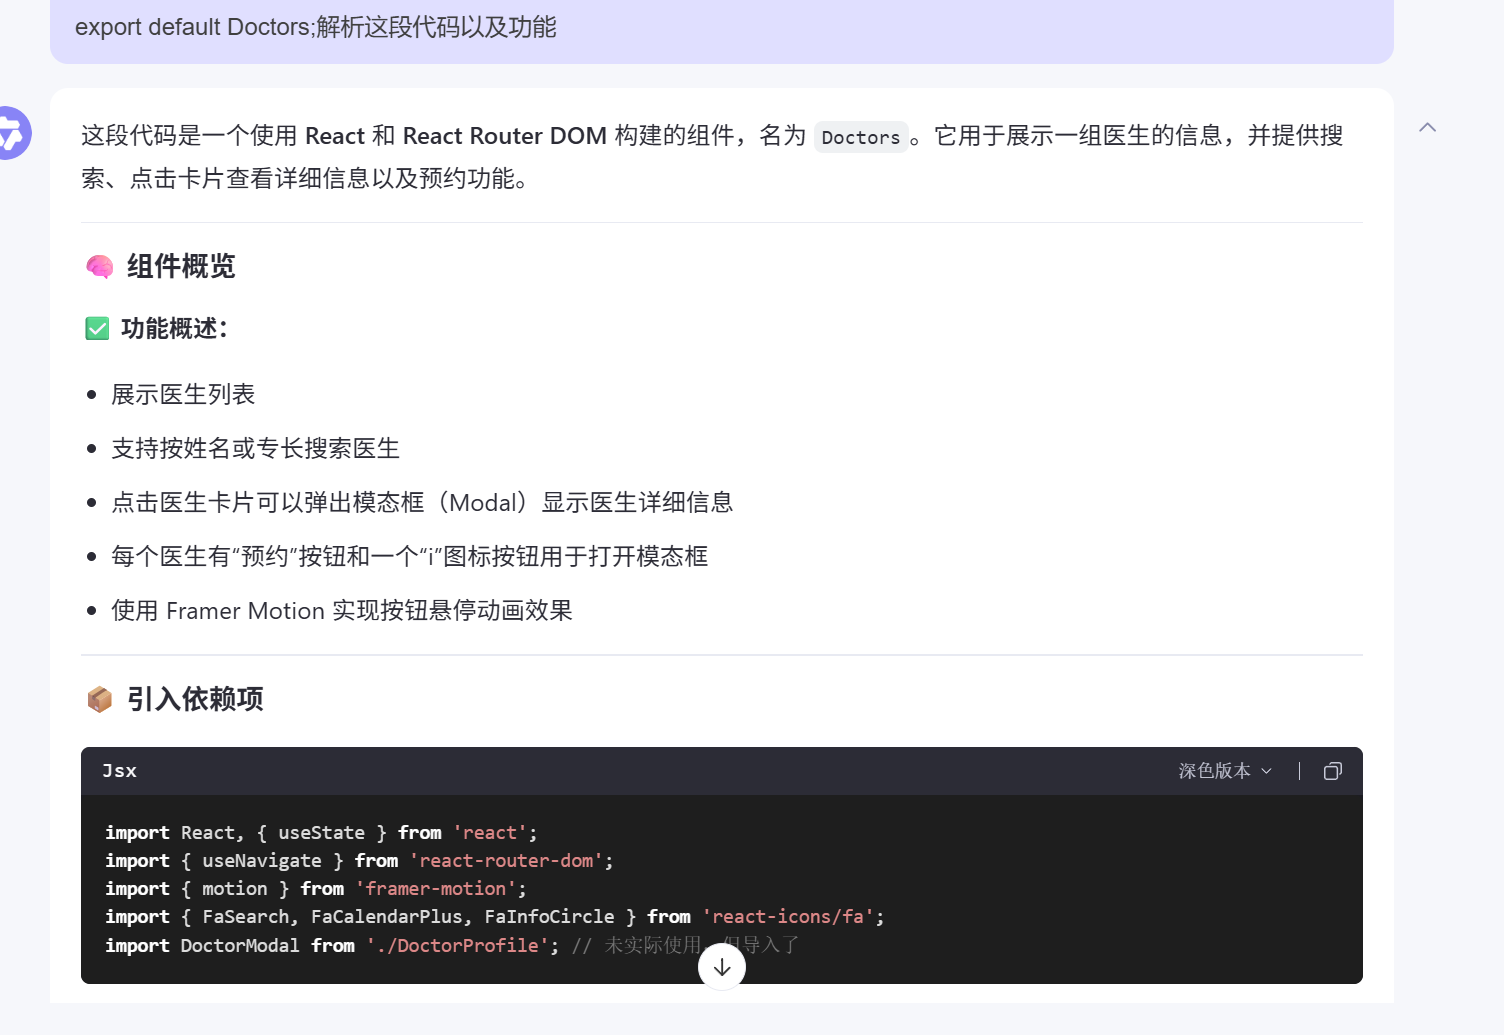 export default Doctors;解析这段代码以及功能
这段代码是一个使用 React 和 React Router DOM 构建的组件，名为 Doctors。它用于展示一组医生的信息，并提供搜
索、点击卡片查看详细信息以及预约功能。
组件概览
功能概述：
展示医生列表
支持按姓名或专长搜索医生
点击医生卡片可以弹出模态框（Modal）显示医生详细信息
每个医生有“预约”按钮和一个“i”图标按钮用于打开模态框
使用 Framer Motion 实现按钮悬停动画效果
引入依赖项
Jsx
深色版本
import React, { useState } from 'react';
import { useNavigate } from 'react-router-dom';
import { motion } from 'framer-motion';
import { FaSearch, FaCalendarPlus, FaInfoCircle } from 'react-icons/fa';
import DoctorModal from './DoctorProfile'; // 未实际使用，但导入了